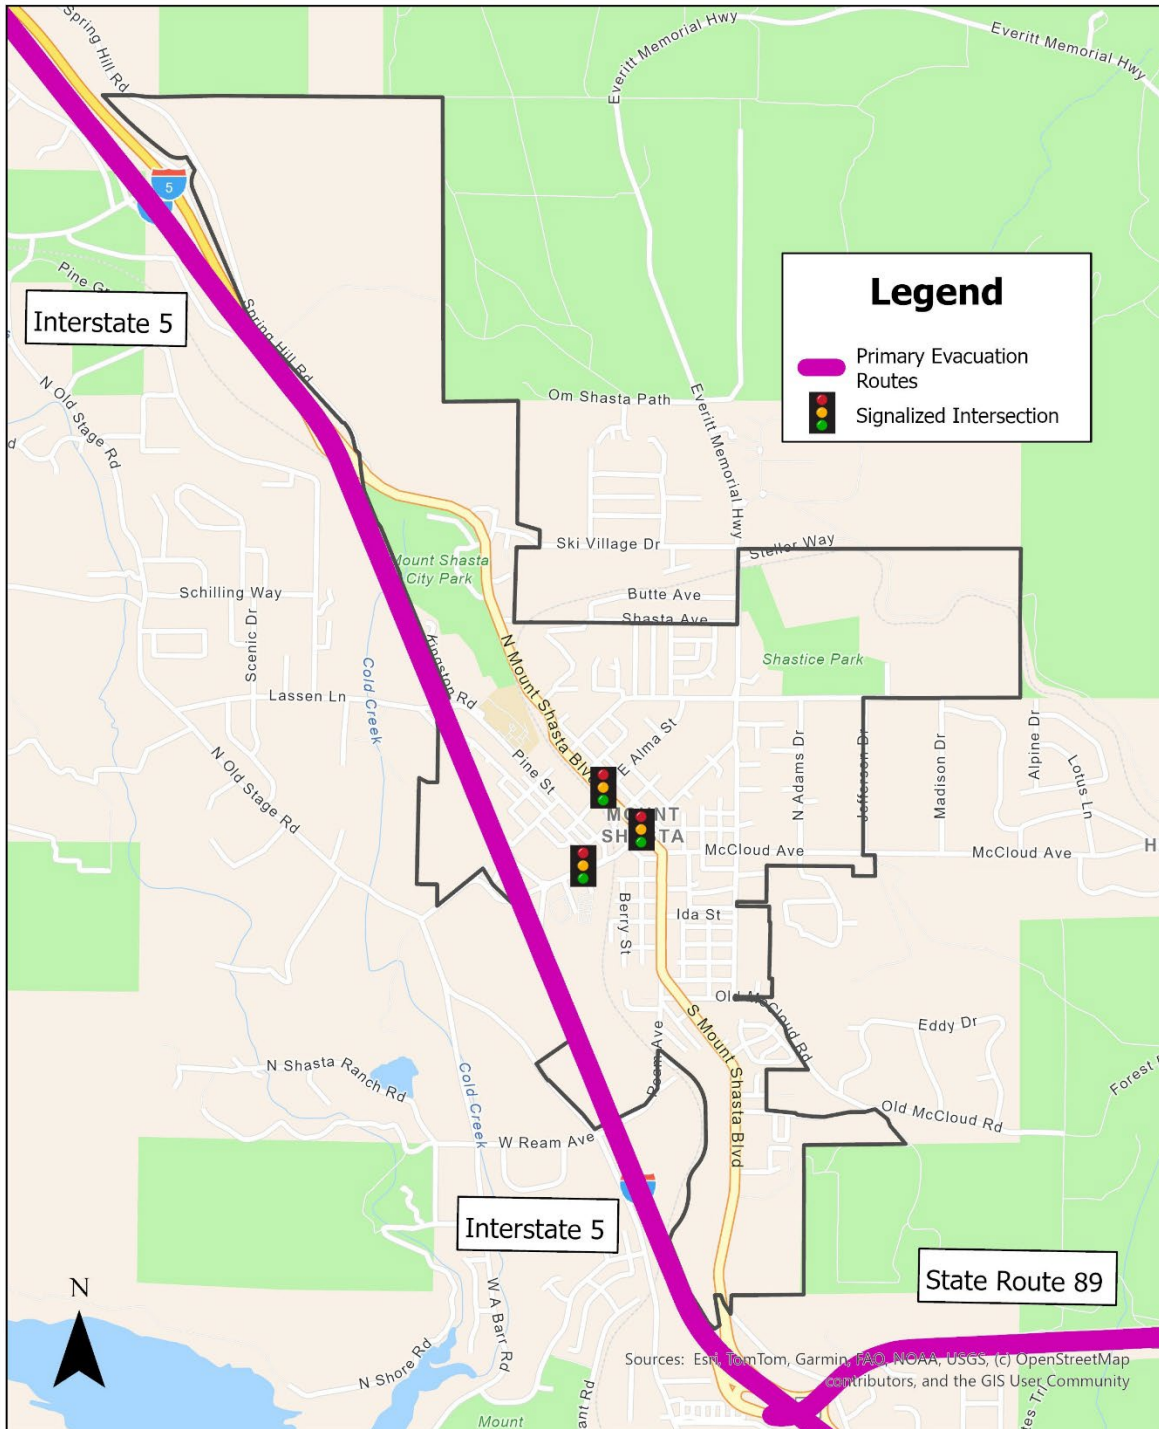 Spring Hill Rd
Everitt Memorial Hwy
Everitt Memorial Hwy
5
Interstate 5
Spring Hill Rd
Legend
Primary Evacuation
Routes
Signalized Intersection
N Old Stage Rd
Om Shasta Path
Everitt Memorial Hwy
Ski Village Dr
Steller Way
Mount Shasta
City Park
Schilling Way
Scenic Dr
Butte Ave
Shasta Ave
Shastice Park
Kingston Rd
N Mount Shasta Blvd
Lassen Ln
Cold Creek
Pine St
E Alma St
N Adams Dr
Jefferson Dr
Madison Dr
Alpine Dr
Lotus Ln
N Old Stage Rd
MOUNT
SHASTA
McCloud Ave
McCloud Ave
H
Berry St
Ida St
Old McCloud Rd
S Mount Shasta Blvd
Eddy Dr
Ream Ave
N Shasta Ranch Rd
Cold Creek
Forest
Old McCloud Rd
W Ream Ave
Interstate 5
State Route 89
N
W A Barr Rd
N Shore Rd
Sources: Esri, TomTom, Garmin, FAO, NOAA, USGS, (c) OpenStreetMap
contributors, and the GIS User Community
Mount